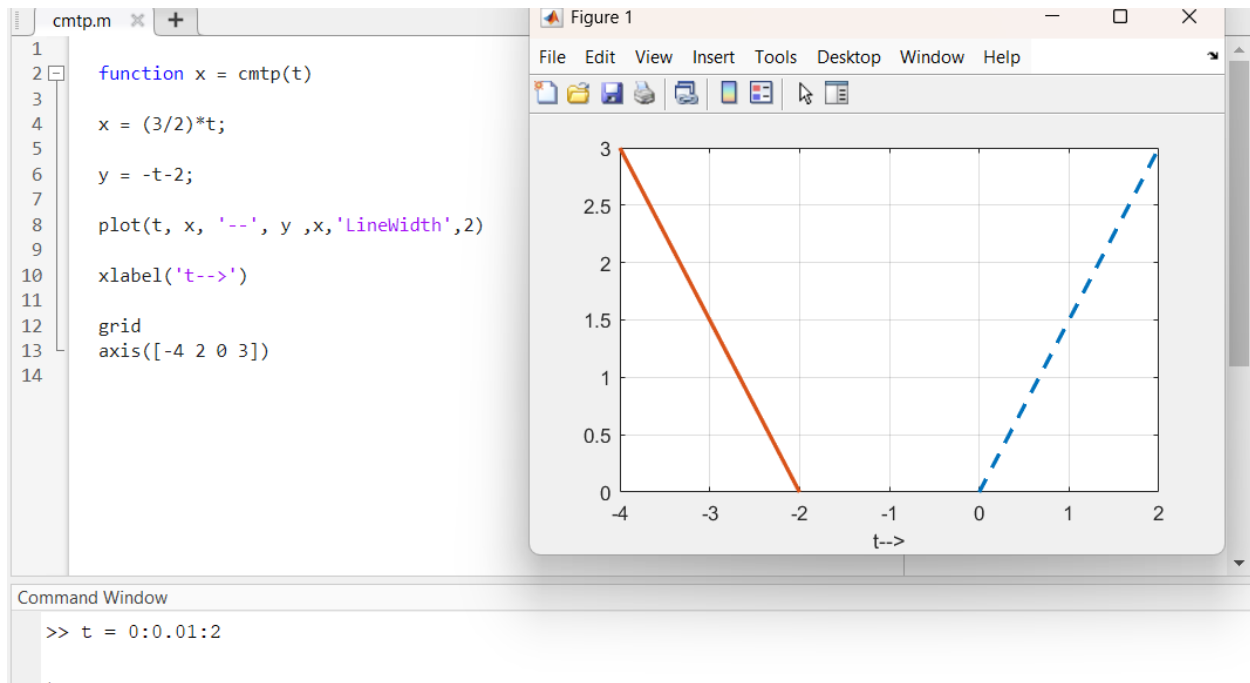 cmtp.m
1
2 function x = cmtp(t)
3
4 x = (3/2)*t;
5
6 y = -t-2;
7
8 plot(t, x, '--', y ,x,'LineWidth',2)
9
10 xlabel('t-->')
11
12 grid
13 axis([-4 2 0 3])
14
Figure 1
File Edit View Insert Tools Desktop Window Help
3
2.5
2
1.5
1
0.5
0
-4 -3 -2 -1 0 1 2
t-->
Command Window
>> t = 0:0.01:2